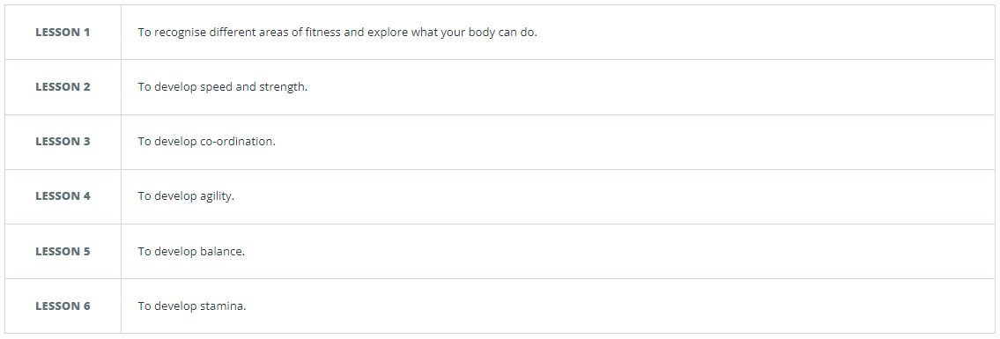 LESSON 1 To recognise different areas of fitness and explore what your body can do.
LESSON 2 To develop speed and strength.
LESSON 3 To develop co-ordination.
LESSON 4 To develop agility.
LESSON 5 To develop balance.
LESSON 6 To develop stamina.